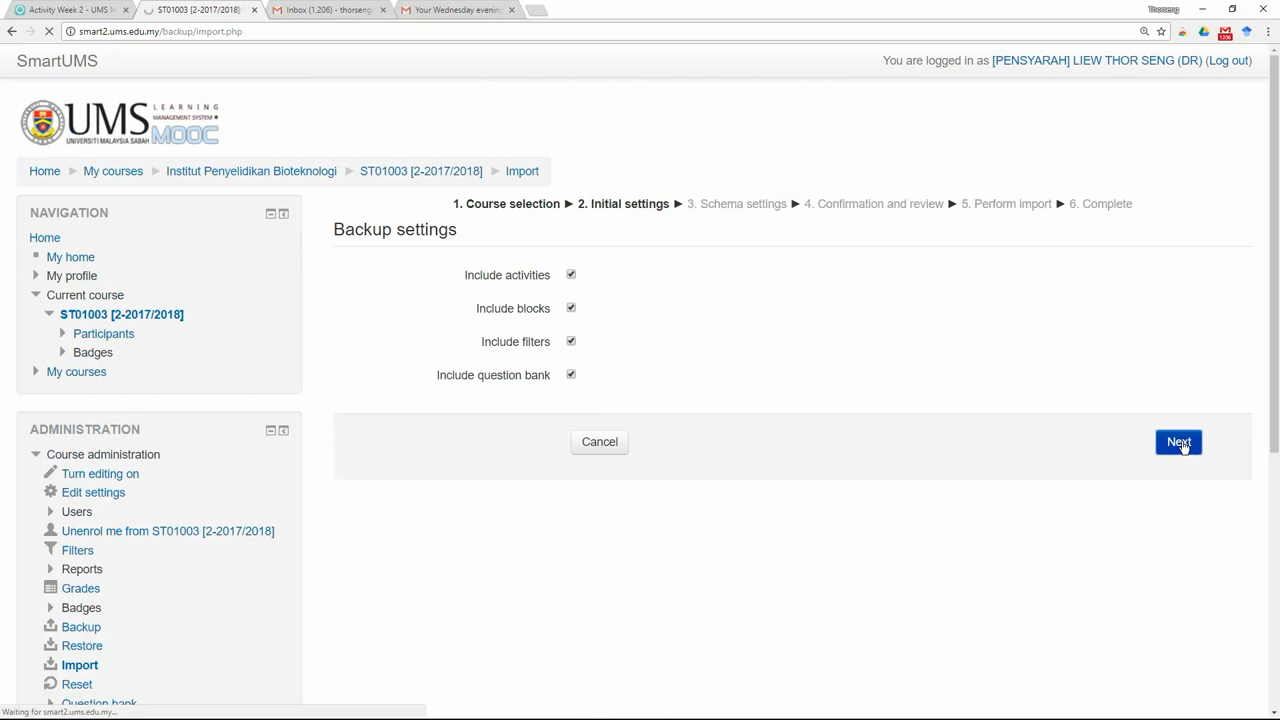 Activity Week 2 - UMS M
ST01003 [2-2017/2018]:
Inbox (1,206) - thorseng
Your Wednesday evenin
Thorseng
smart2.ums.edu.my/backup/import.php
1206
SmartUMS
You are logged in as [PENSYARAH] LIEW THOR SENG (DR) (Log out)
UMS
UNIVERSITI MALAYSIA SABAH
LEARNING
MANAGEMENT SYSTEM
MOOC
Home My courses Institut Penyelidikan Bioteknologi ST01003 [2-2017/2018] Import
NAVIGATION
Home
My home
My profile
Current course
ST01003 [2-2017/2018]
Participants
Badges
My courses
ADMINISTRATION
Course administration
Turn editing on
Edit settings
Users
Unenrol me from ST01003 [2-2017/2018]
Filters
Reports
Grades
Badges
Backup
Restore
Import
Reset
Question bank
1. Course selection ► 2. Initial settings ► 3. Schema settings ► 4. Confirmation and review ► 5. Perform import ► 6. Complete
Backup settings
Include activities
Include blocks
Include filters
Include question bank
Cancel
Next
Waiting for smart2.ums.edu.my...